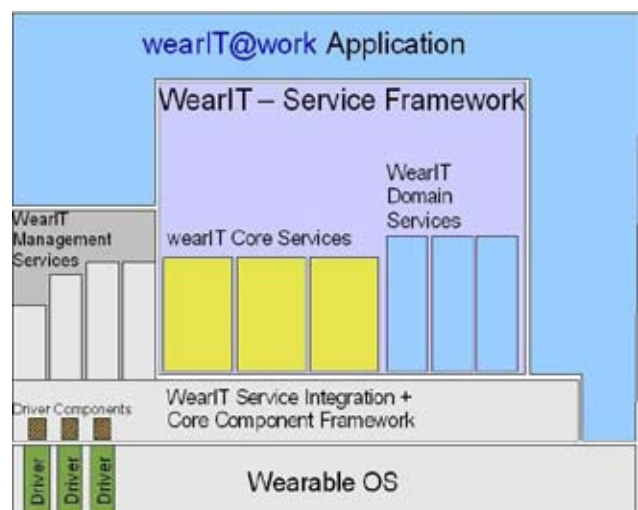 wearIT@work Application
WearIT – Service Framework
WearIT
Domain
Services
WearIT
Management
Services
wearIT Core Services
WearIT Service Integration +
Core Component Framework
Driver Components
Driver
Driver
Driver
Wearable OS